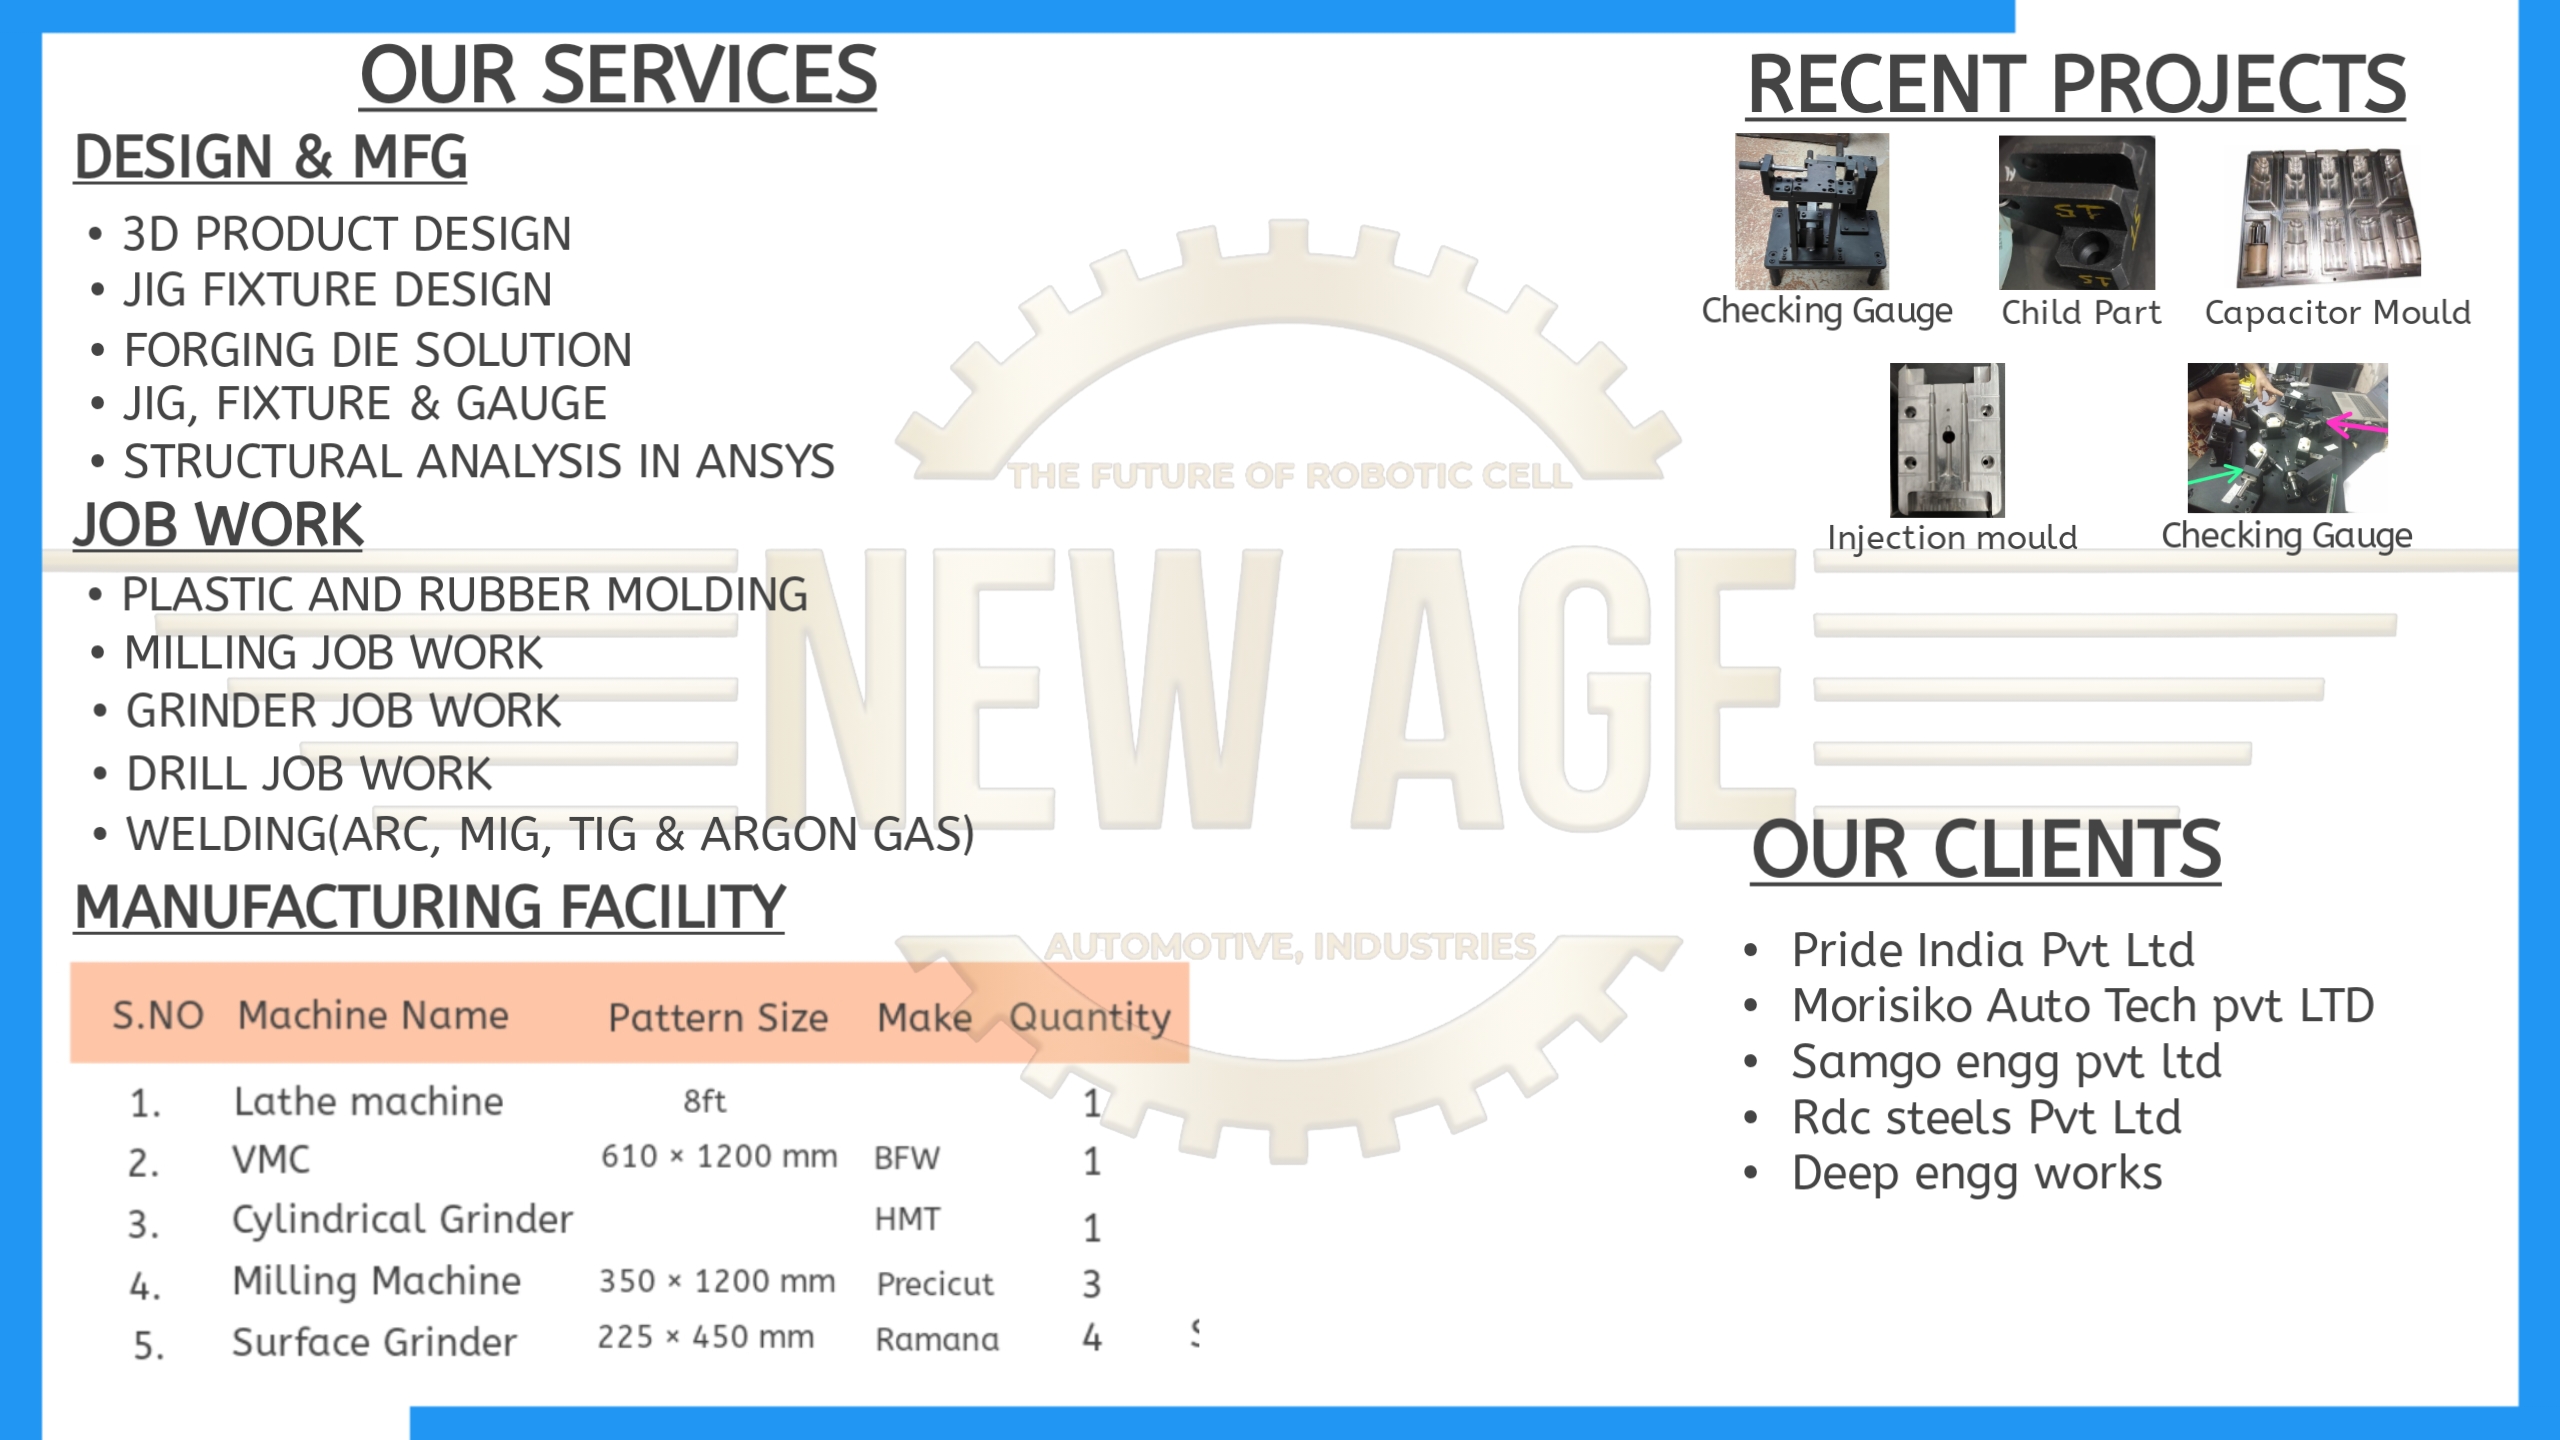 OUR SERVICES
DESIGN & MFG
• 3D PRODUCT DESIGN
• JIG FIXTURE DESIGN
• FORGING DIE SOLUTION
• JIG, FIXTURE & GAUGE
• STRUCTURAL ANALYSIS IN ANSYS
JOB WORK
• PLASTIC AND RUBBER MOLDING
• MILLING JOB WORK
• GRINDER JOB WORK
• DRILL JOB WORK
• WELDING(ARC, MIG, TIG & ARGON GAS)
MANUFACTURING FACILITY
S.NO Machine Name Pattern Size Make Quantity
1. Lathe machine 8ft 1
2. VMC 610 × 1200 mm BFW 1
3. Cylindrical Grinder HMT 1
4. Milling Machine 350 × 1200 mm Precicut 3
5. Surface Grinder 225 × 450 mm Ramana 4
THE FUTURE OF ROBOTIC CELL
NEW AGE
AUTOMOTIVE, INDUSTRIES
RECENT PROJECTS
ST
ST
Checking Gauge Child Part Capacitor Mould
Injection mould Checking Gauge
OUR CLIENTS
• Pride India Pvt Ltd
• Morisiko Auto Tech pvt LTD
• Samgo engg pvt ltd
• Rdc steels Pvt Ltd
• Deep engg works